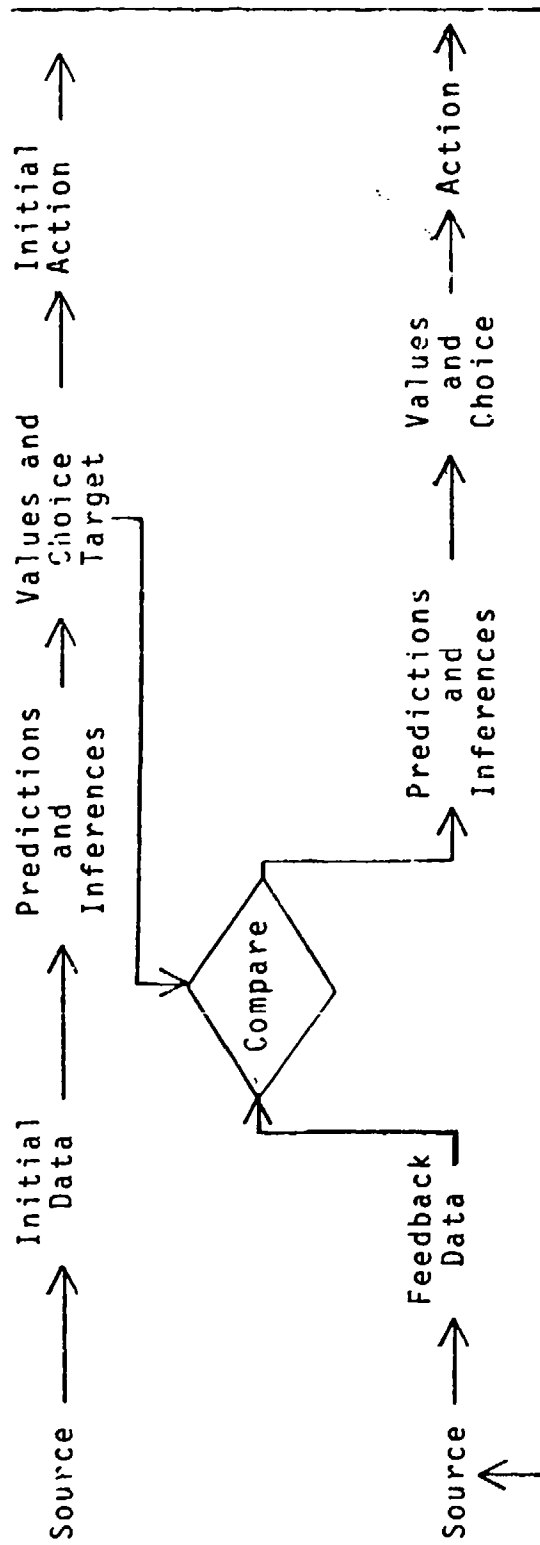 Source
Initial
Data
Predictions
and
Inferences
Values and
Choice
Target
Initial
Action
Compare
Source
Feedback
Data
Predictions
and
Inferences
Values
and
Choice
Action